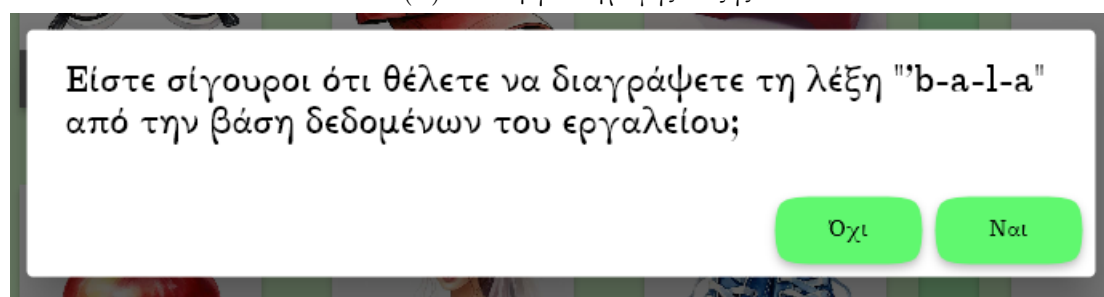 Είστε σίγουροι ότι θέλετε να διαγράψετε τη λέξη "’b-a-l-a"
από την βάση δεδομένων του εργαλείου;
Όχι Ναι